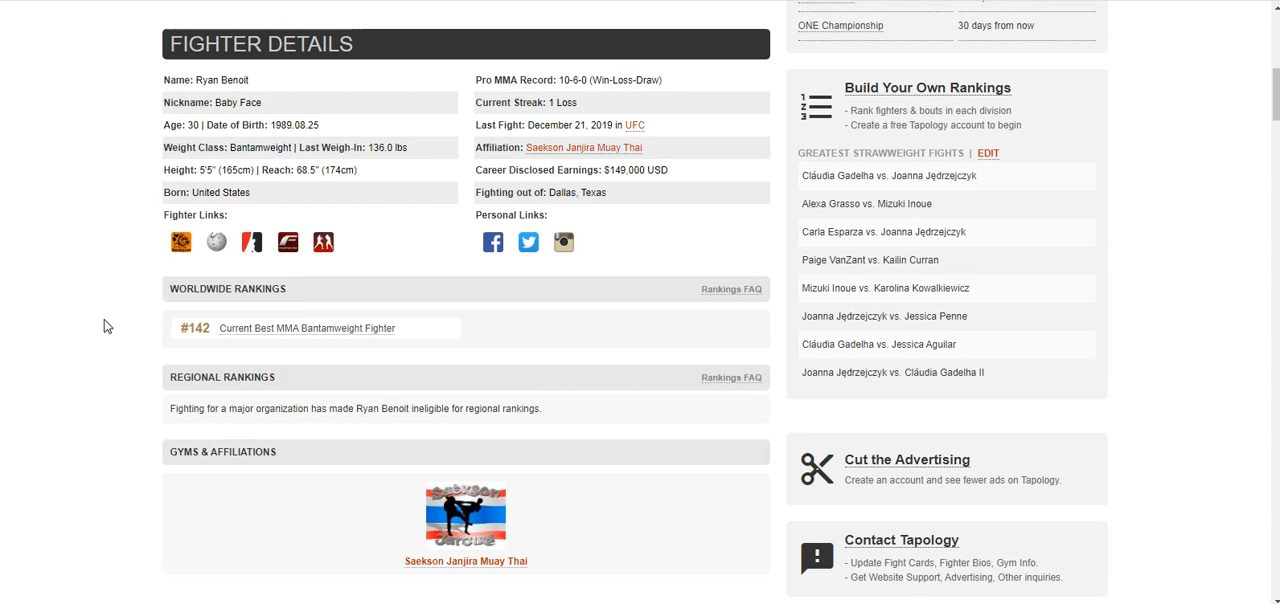 ONE Championship
30 days from now
FIGHTER DETAILS
Name: Ryan Benoit
Pro MMA Record: 10-6-0 (Win-Loss-Draw)
Nickname: Baby Face
Current Streak: 1 Loss
Age: 30 | Date of Birth: 1989.08.25
Last Fight: December 21, 2019 in UFC
Weight Class: Bantamweight | Last Weigh-In: 136.0 lbs
Affiliation: Saekson Janjira Muay Thai
Height: 5'5" (165cm) | Reach: 68.5" (174cm)
Career Disclosed Earnings: $149,000 USD
Born: United States
Fighting out of: Dallas, Texas
Fighter Links:
Personal Links:
WORLDWIDE RANKINGS
Rankings FAQ
#142 Current Best MMA Bantamweight Fighter
REGIONAL RANKINGS
Rankings FAQ
Fighting for a major organization has made Ryan Benoit ineligible for regional rankings.
GYMS & AFFILIATIONS
Saekson
Janjira
Saekson Janjira Muay Thai
Build Your Own Rankings
- Rank fighters & bouts in each division
- Create a free Tapology account to begin
GREATEST STRAWWEIGHT FIGHTS | EDIT
Cláudia Gadelha vs. Joanna Jędrzejczyk
Alexa Grasso vs. Mizuki Inoue
Carla Esparza vs. Joanna Jędrzejczyk
Paige VanZant vs. Kailin Curran
Mizuki Inoue vs. Karolina Kowalkiewicz
Joanna Jędrzejczyk vs. Jessica Penne
Cláudia Gadelha vs. Jessica Aguilar
Joanna Jędrzejczyk vs. Cláudia Gadelha II
Cut the Advertising
Create an account and see fewer ads on Tapology.
Contact Tapology
- Update Fight Cards, Fighter Bios, Gym Info.
- Get Website Support, Advertising, Other inquiries.